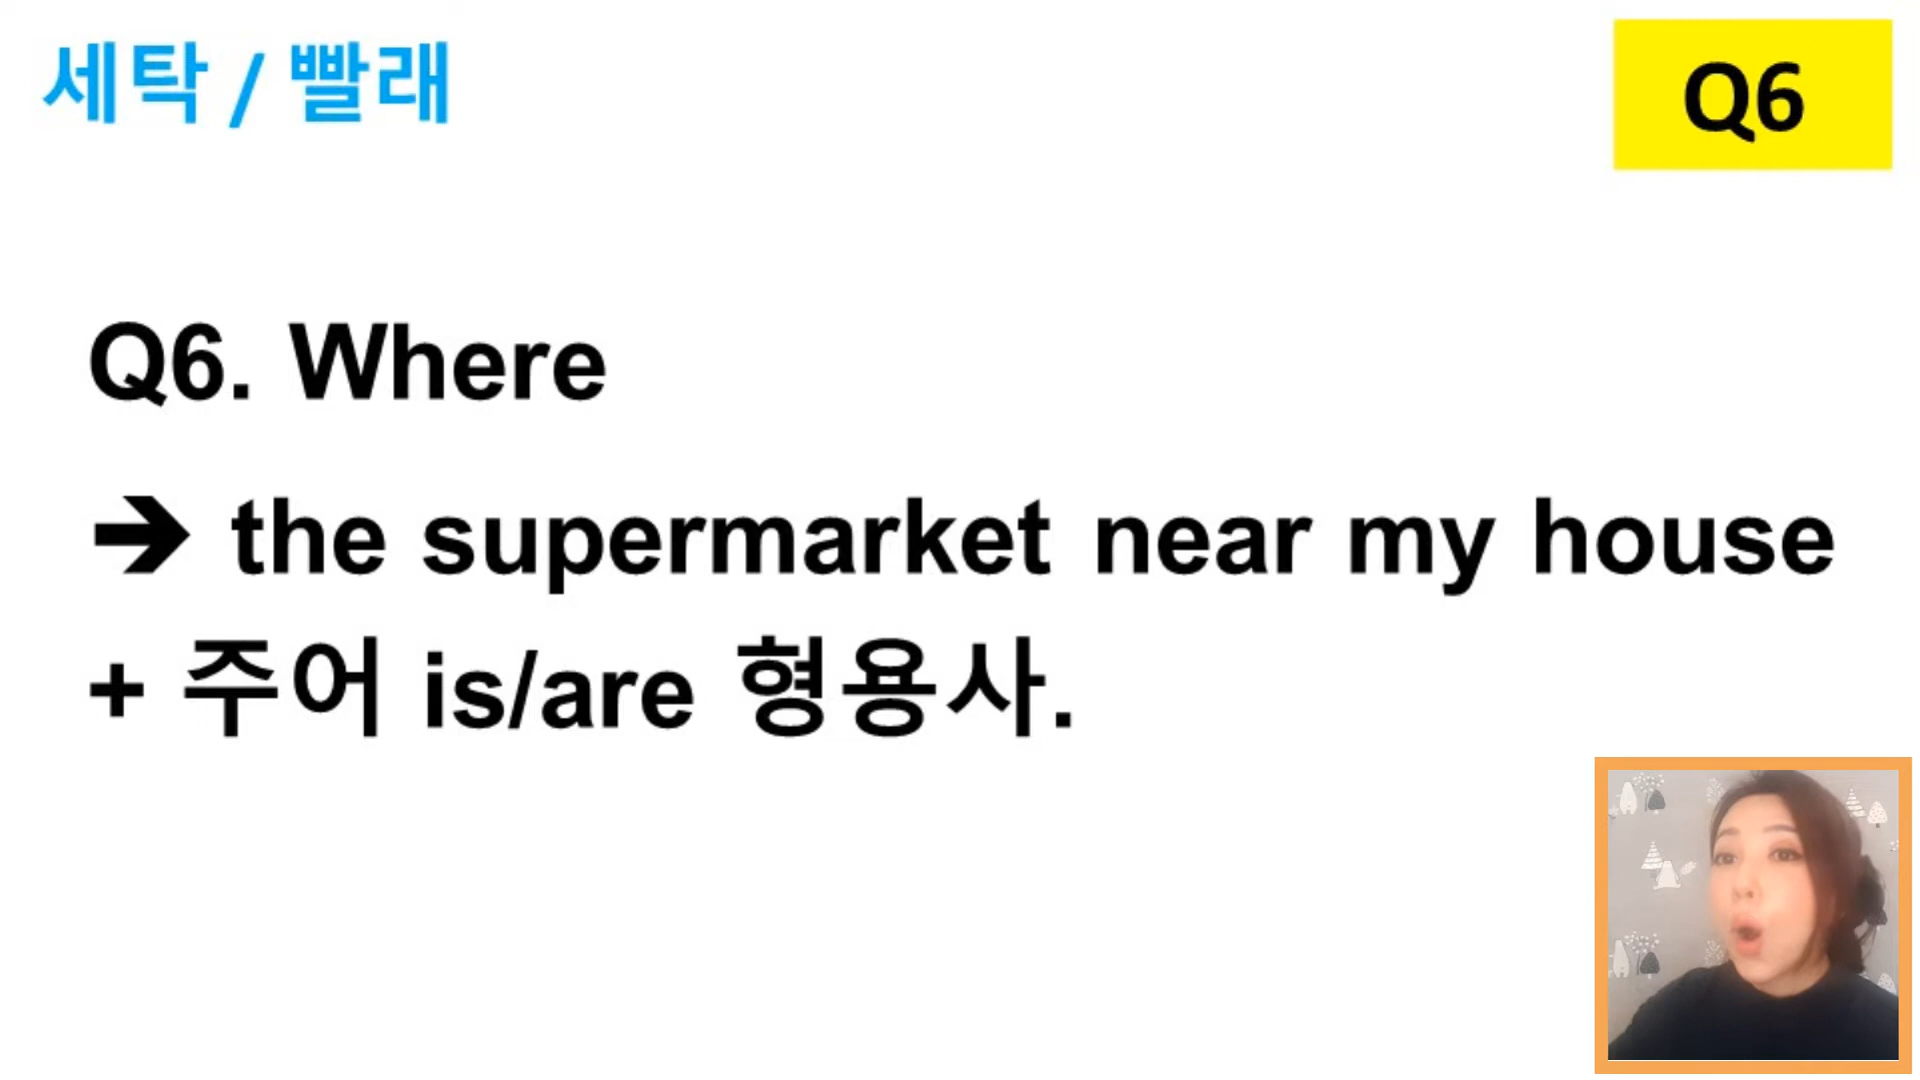 세탁 / 빨래
Q6
Q6. Where
➔ the supermarket near my house
+ 주어 is/are 형용사.